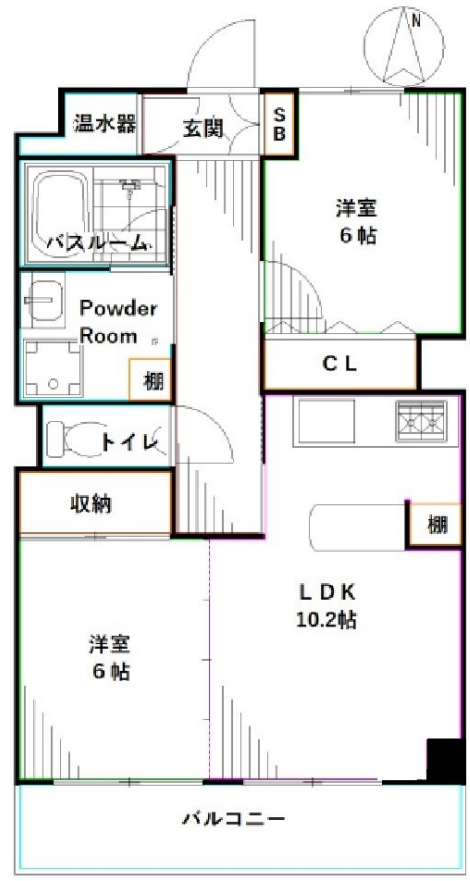 N
温水器
玄関
SB
洋室
6帖
バスルーム
Powder
Room
棚
CL
トイレ
収納
棚
LDK
10.2帖
洋室
6帖
バルコニー